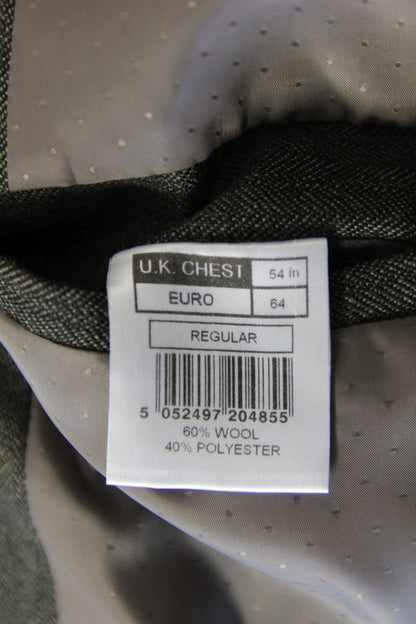 U.K. CHEST 54 in
EURO 64
REGULAR
5 052497 204855
60% WOOL
40% POLYESTER